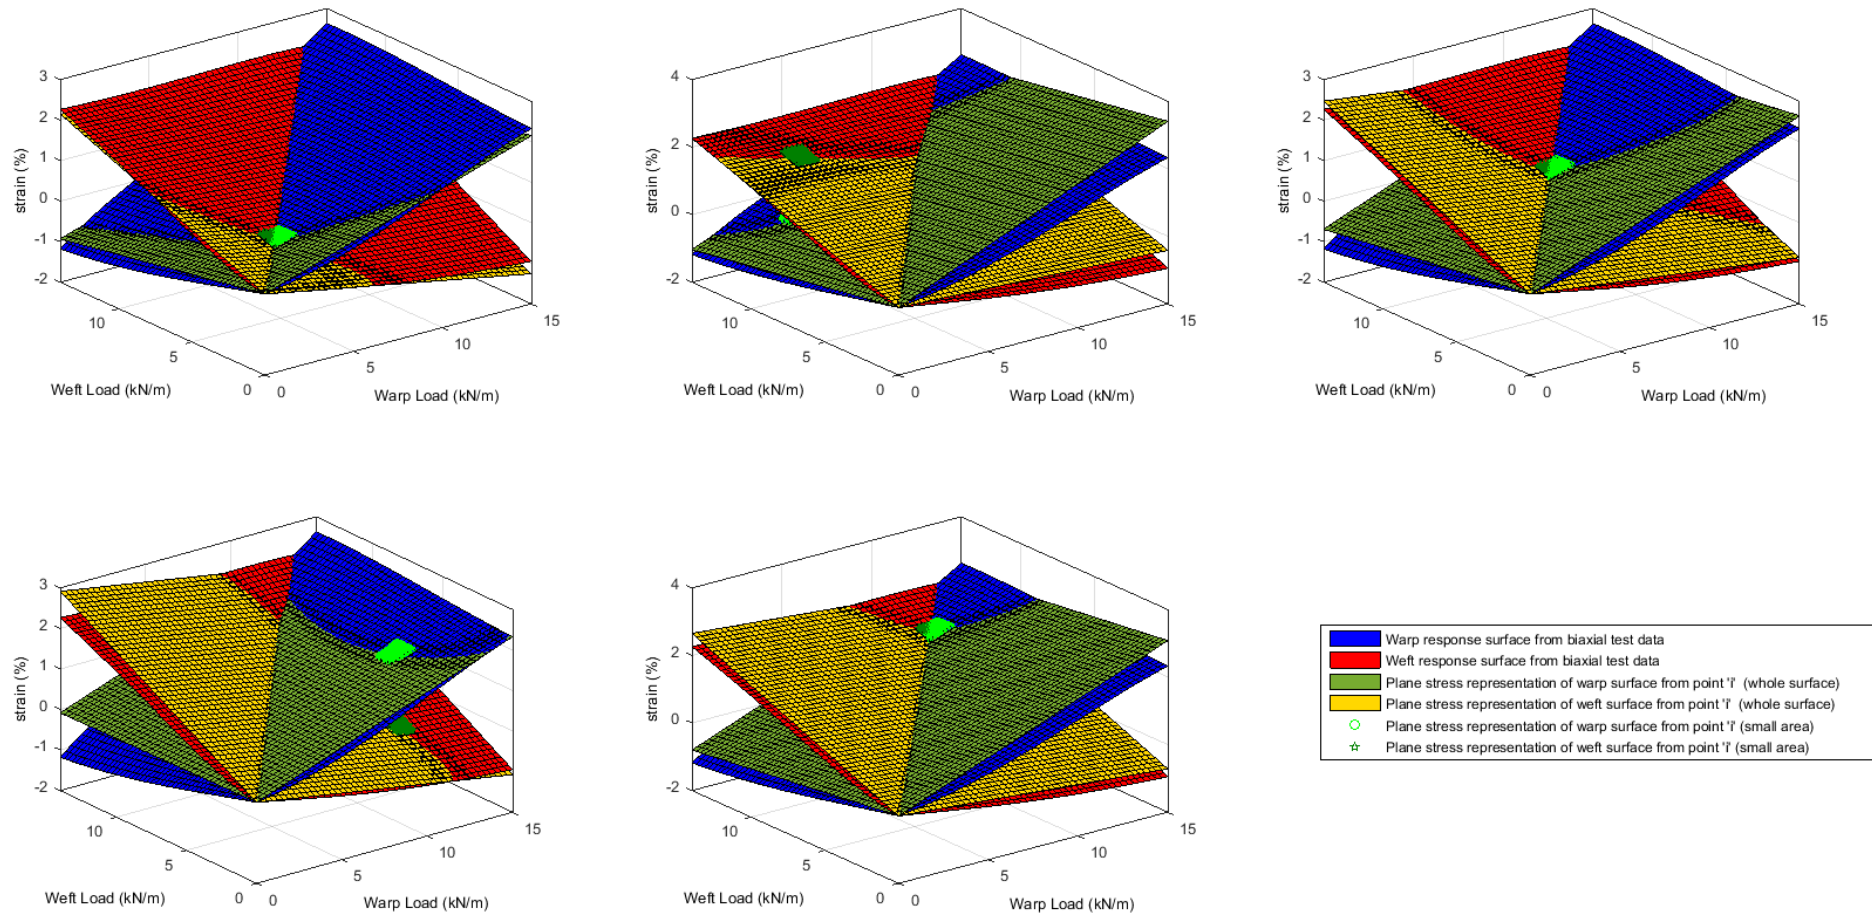 3
2
1
0
-1
-2
strain (%)
10
5
0
Weft Load (kN/m)
0
5
10
15
Warp Load (kN/m)
4
2
0
-2
strain (%)
10
5
0
Weft Load (kN/m)
0
5
10
15
Warp Load (kN/m)
3
2
1
0
-1
-2
strain (%)
10
5
0
Weft Load (kN/m)
0
5
10
15
Warp Load (kN/m)
3
2
1
0
-1
-2
strain (%)
10
5
0
Weft Load (kN/m)
0
5
10
15
Warp Load (kN/m)
4
2
0
-2
strain (%)
10
5
0
Weft Load (kN/m)
0
5
10
15
Warp Load (kN/m)
Warp response surface from biaxial test data
Weft response surface from biaxial test data
Plane stress representation of warp surface from point 'i' (whole surface)
Plane stress representation of weft surface from point 'i' (whole surface)
Plane stress representation of warp surface from point 'i' (small area)
Plane stress representation of weft surface from point 'i' (small area)